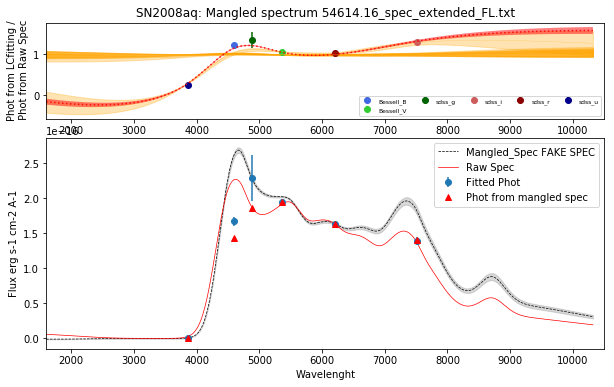 SN2008aq: Mangled spectrum 54614.16_spec_extended_FL.txt
Phot from LCfitting /
Phot from Raw Spec
1
0
Bessell_B
Bessell_V
sdss_g
sdss_i
sdss_r
sdss_u
2000 3000 4000 5000 6000 7000 8000 9000 10000
Flux erg s-1 cm-2 A-1
2.5
2.0
1.5
1.0
0.5
0.0
Mangled_Spec FAKE SPEC
Raw Spec
Fitted Phot
Phot from mangled spec
2000 3000 4000 5000 6000 7000 8000 9000 10000
Wavelenght